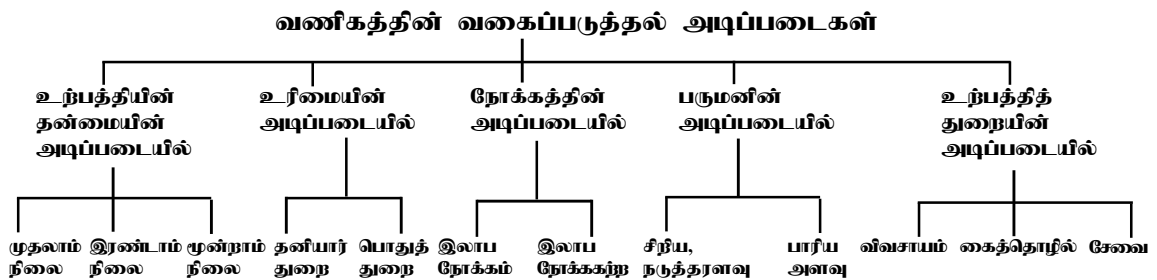 வணிகத்தின் வகைப்படுத்தல் அடிப்படைகள்
உற்பத்தியின்
தன்மையின்
அடிப்படையில்
உரிமையின்
அடிப்படையில்
நோக்கத்தின்
அடிப்படையில்
பருமனின்
அடிப்படையில்
உற்பத்தித்
துறையின்
அடிப்படையில்
முதலாம்
நிலை
இரண்டாம்
நிலை
மூன்றாம்
நிலை
தனியார்
துறை
பொதுத்
துறை
இலாப
நோக்கம்
இலாப
நோக்ககற்ற
சிறிய,
நடுத்தரளவு
பாரிய
அளவு
விவசாயம்
கைத்தொழில்
சேவை